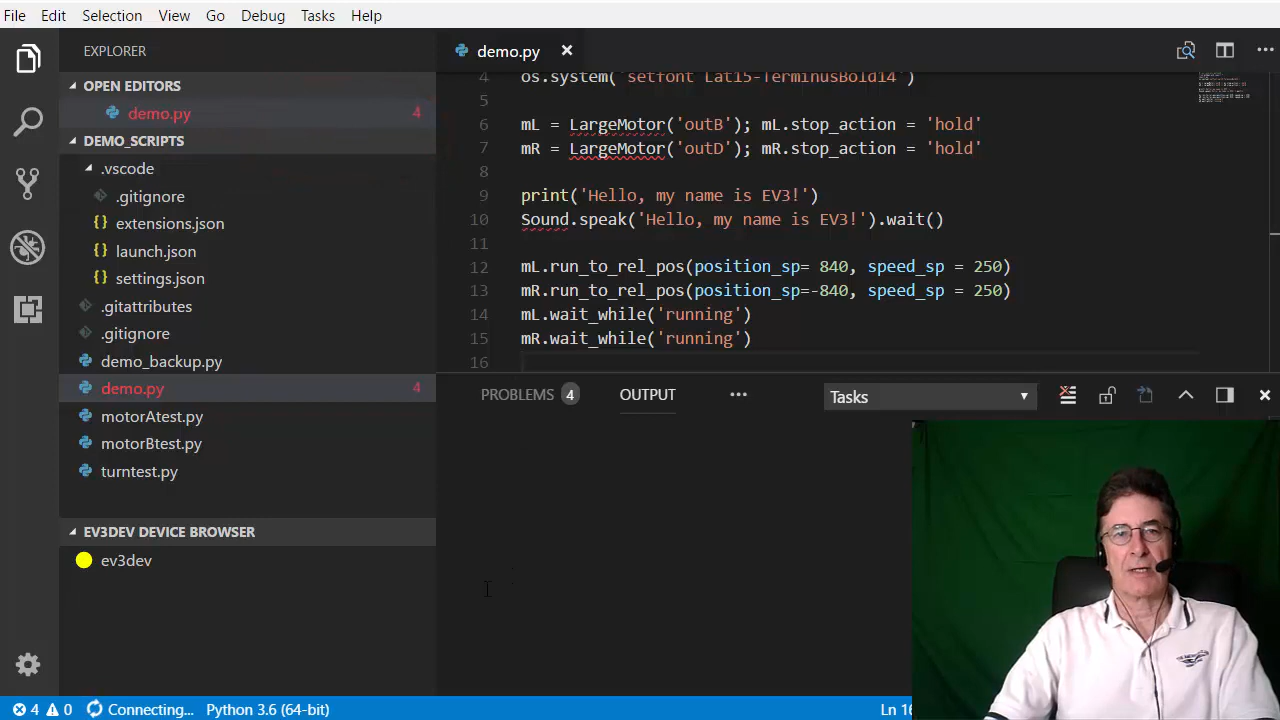 File Edit Selection View Go Debug Tasks Help
EXPLORER
OPEN EDITORS
demo.py 4
DEMO_SCRIPTS
.vscode
.gitignore
extensions.json
launch.json
settings.json
.gitattributes
.gitignore
demo_backup.py
demo.py 4
motorAtest.py
motorBtest.py
turntest.py
EV3DEV DEVICE BROWSER
ev3dev
demo.py
4 os.system('setfont Lat15-TerminusBold14')
5
6 mL = LargeMotor('outB'); mL.stop_action = 'hold'
7 mR = LargeMotor('outD'); mR.stop_action = 'hold'
8
9 print('Hello, my name is EV3!')
10 Sound.speak('Hello, my name is EV3!').wait()
11
12 mL.run_to_rel_pos(position_sp= 840, speed_sp = 250)
13 mR.run_to_rel_pos(position_sp=-840, speed_sp = 250)
14 mL.wait_while('running')
15 mR.wait_while('running')
16
PROBLEMS 4 OUTPUT Tasks
4 0 Connecting... Python 3.6 (64-bit) Ln 16